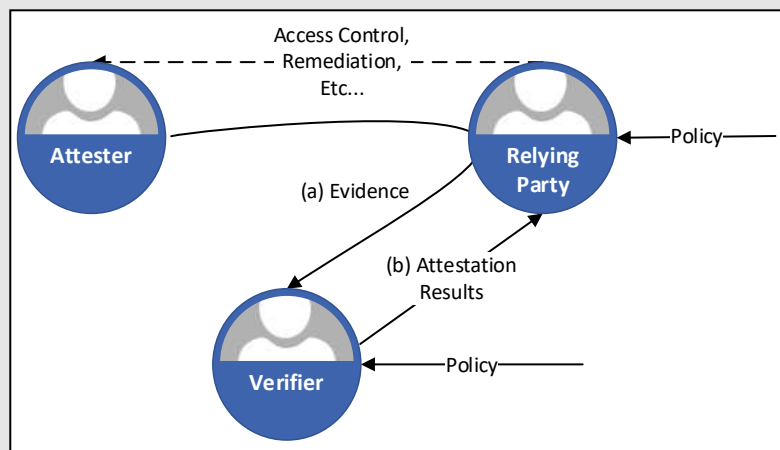 Access Control,
Remediation,
Etc...
Attester
Relying
Party
Policy
(a) Evidence
(b) Attestation
Results
Verifier
Policy